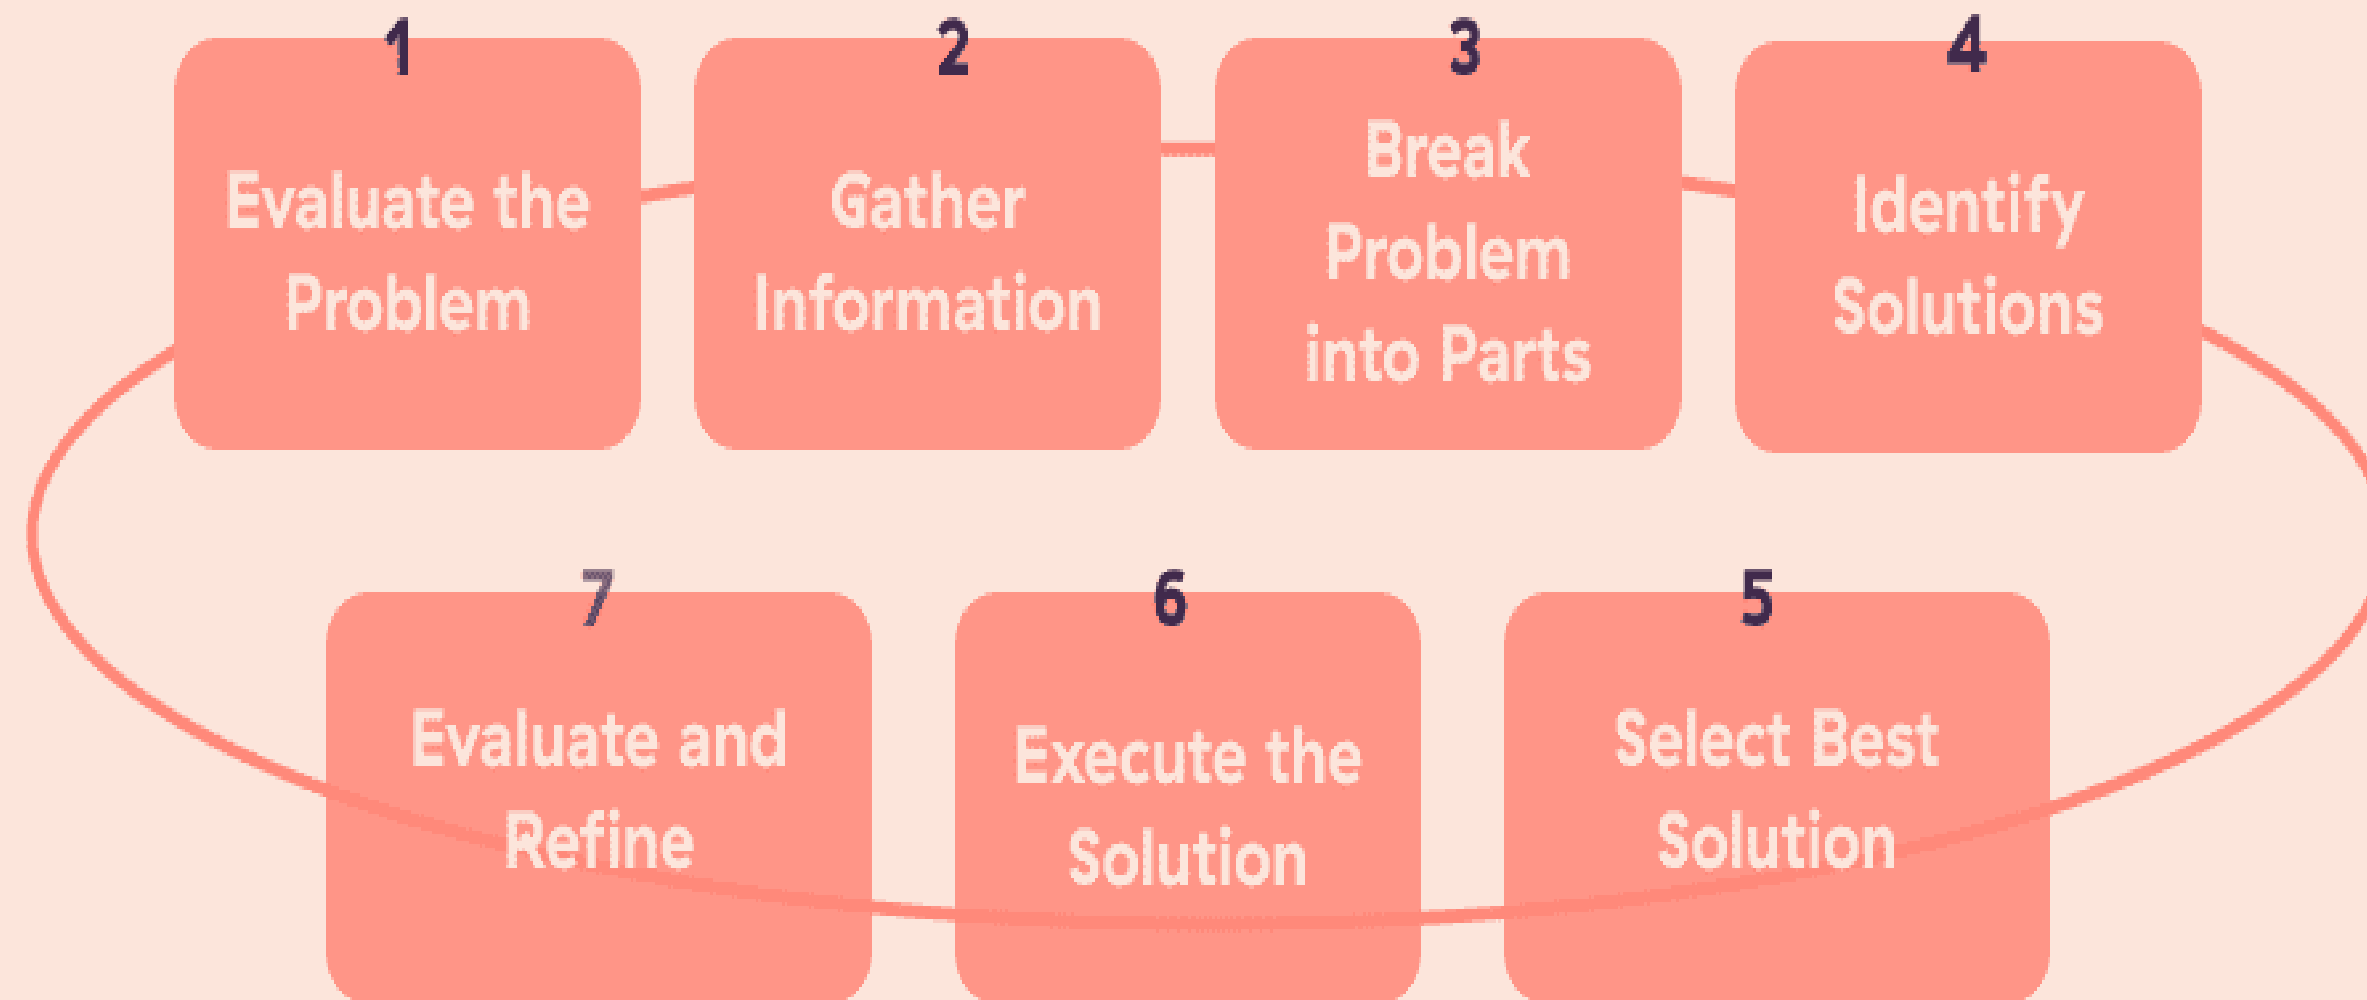 1
Evaluate the
Problem
2
Gather
Information
3
Break
Problem
into Parts
4
Identify
Solutions
5
Select Best
Solution
6
Execute the
Solution
7
Evaluate and
Refine